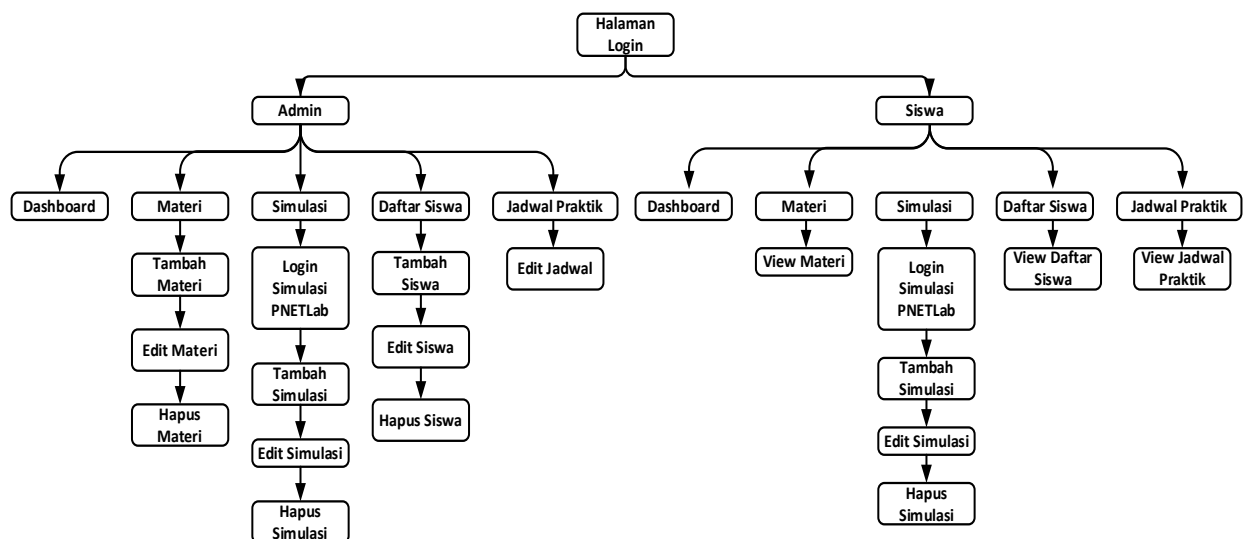 Halaman
Login
Admin
Siswa
Dashboard
Materi
Simulasi
Daftar Siswa
Jadwal Praktik
Dashboard
Materi
Simulasi
Daftar Siswa
Jadwal Praktik
Tambah
Materi
Login
Simulasi
PNETLab
Tambah
Siswa
Edit Jadwal
View Materi
Login
Simulasi
PNETLab
View Daftar
Siswa
View Jadwal
Praktik
Edit Materi
Tambah
Simulasi
Edit Siswa
Tambah
Simulasi
Hapus
Materi
Edit Simulasi
Hapus Siswa
Edit Simulasi
Hapus
Simulasi
Hapus
Simulasi